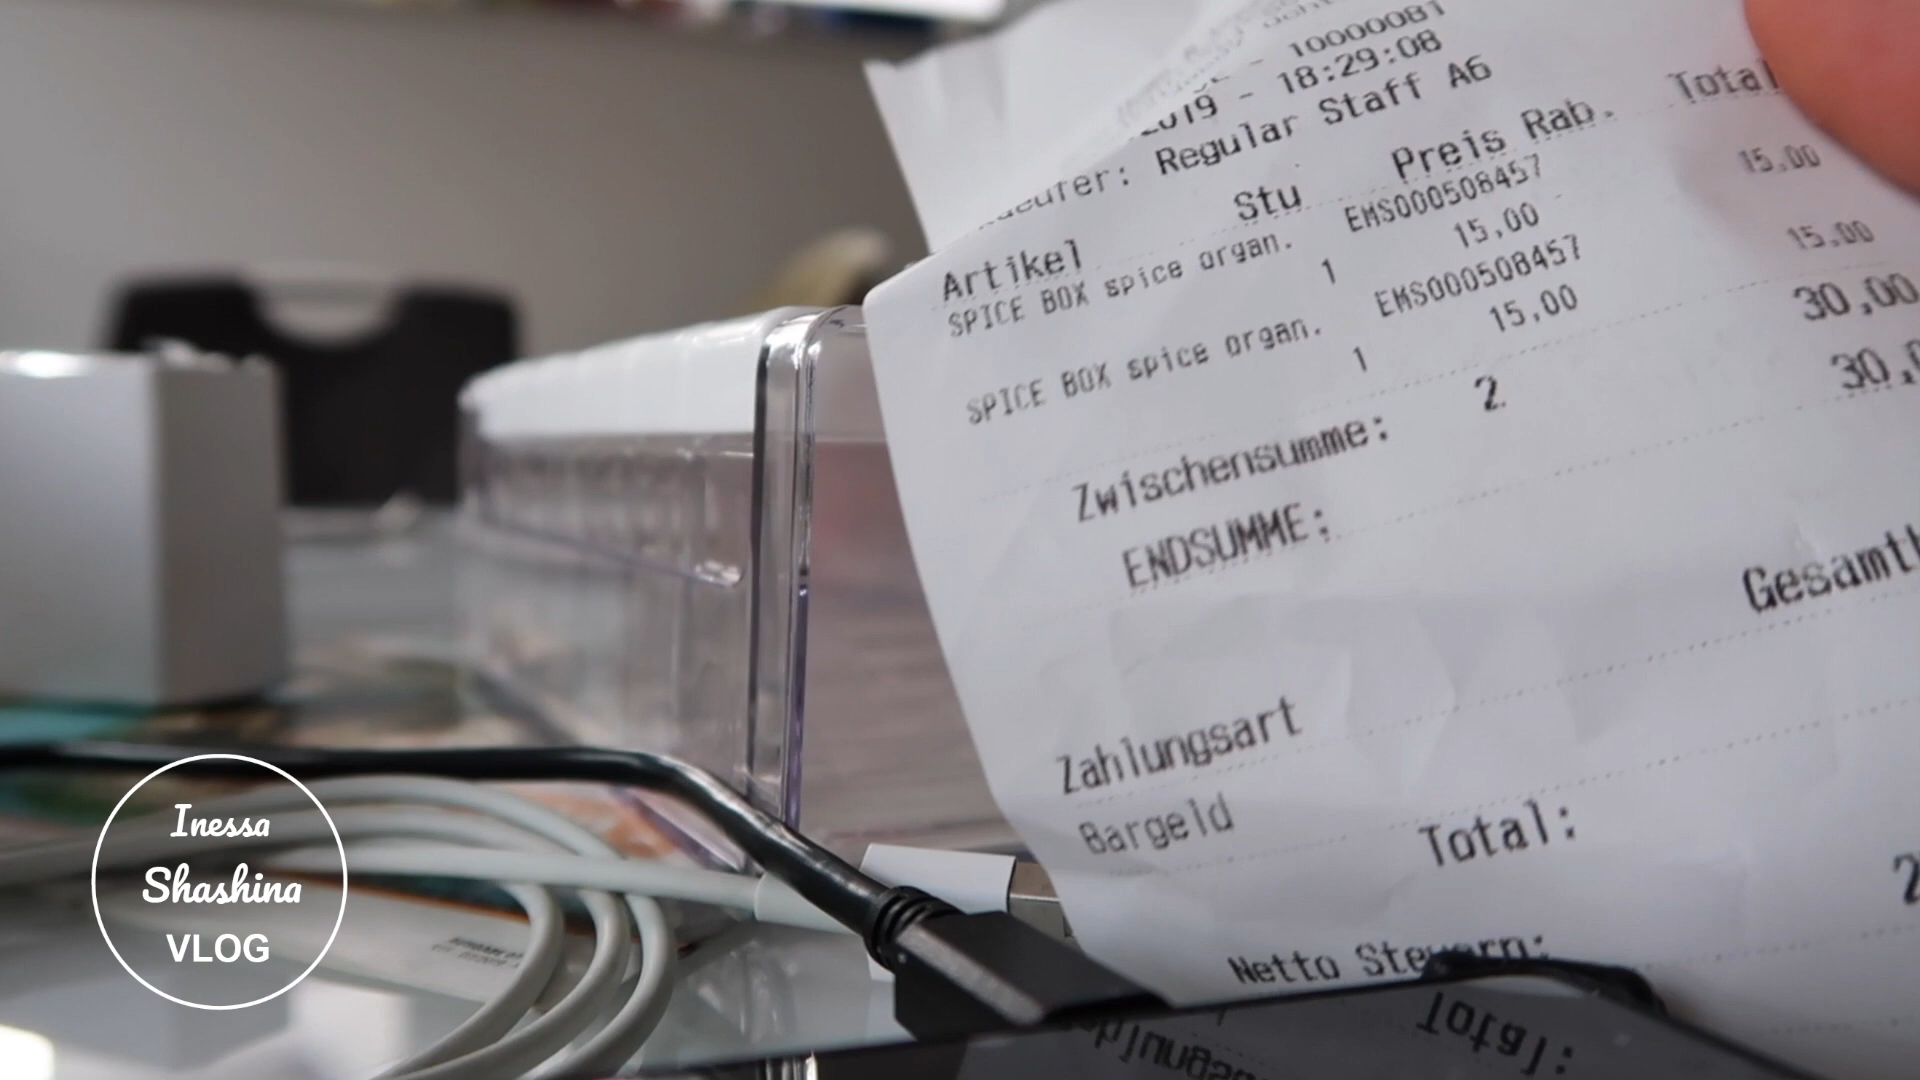 - 10000081
2019 - 18:29:08
Regular Staff A6
Artikel Stu Preis Rab. Total
SPICE BOX spice organ. EMS000508457
1 15,00 15,00
SPICE BOX spice organ. EMS000508457
1 15,00 15,00
Zwischensumme: 2 30,00
ENDSUMME:
Zahlungsart
Bargeld
Total:
Netto
Inessa
Shashina
VLOG